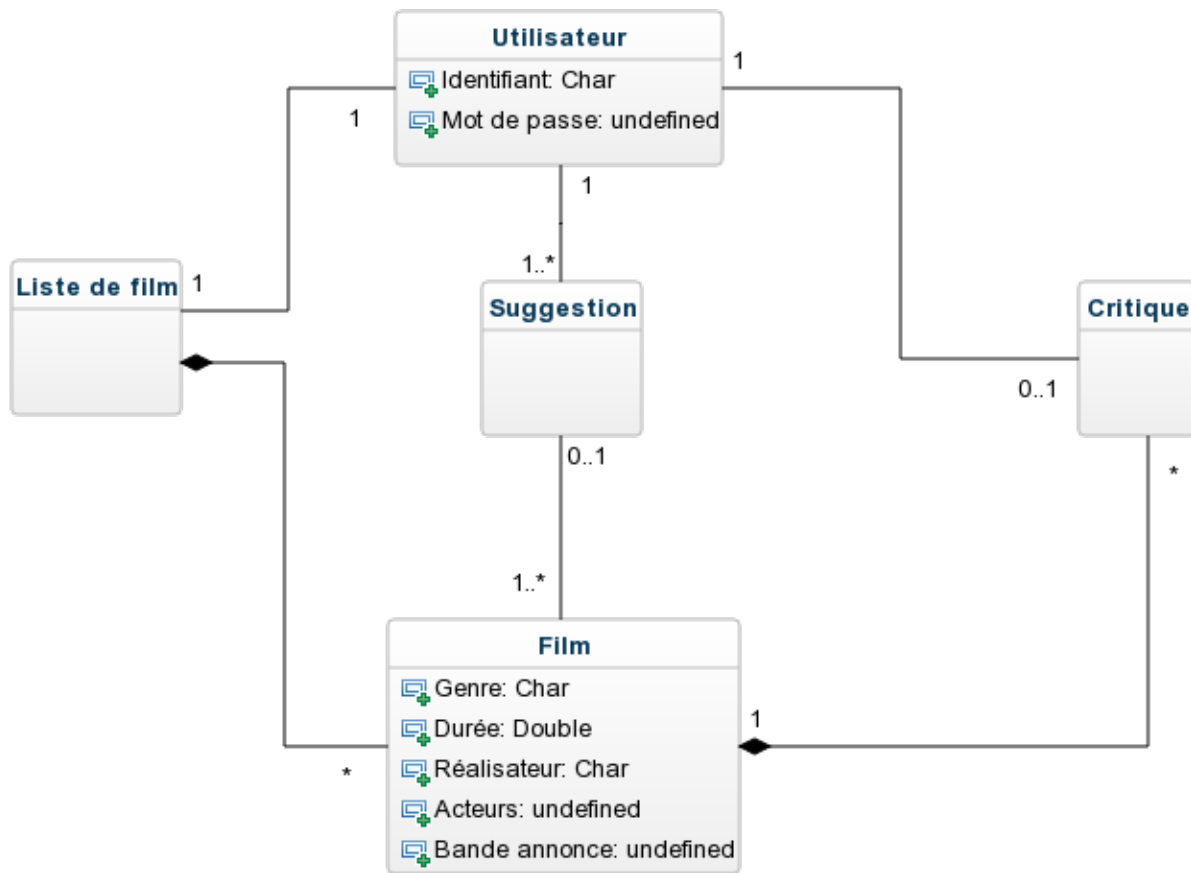 Utilisateur
Identifiant: Char
Mot de passe: undefined
1
1
1
1..*
Liste de film
1
Suggestion
Critique
0..1
0..1
*
1..*
Film
Genre: Char
Durée: Double
Réalisateur: Char
Acteurs: undefined
Bande annonce: undefined
1
*